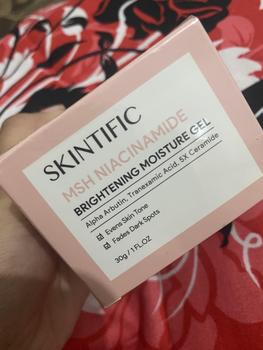 SKINTIFIC
MSH NIACINAMIDE
BRIGHTENING MOISTURE GEL
Alpha Arbutin, Tranexamic Acid, 5X Ceramide
Evens Skin Tone
Fades Dark Spots
30g / 1 FL.OZ